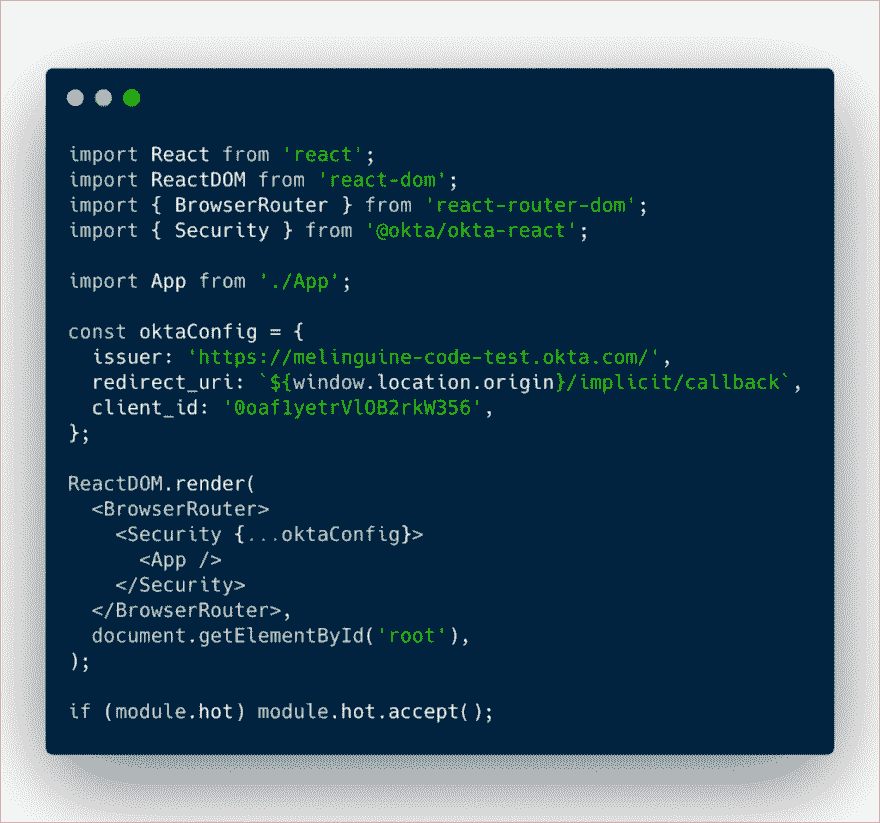 import React from 'react';
import ReactDOM from 'react-dom';
import { BrowserRouter } from 'react-router-dom';
import { Security } from '@okta/okta-react';
import App from './App';
const oktaConfig = {
  issuer: 'https://melinguine-code-test.okta.com/',
  redirect_uri: `${window.location.origin}/implicit/callback`,
  client_id: '0oaf1yetrVlOB2rkW356',
};
ReactDOM.render(
  <BrowserRouter>
    <Security {...oktaConfig}>
      <App />
    </Security>
  </BrowserRouter>,
  document.getElementById('root'),
);
if (module.hot) module.hot.accept();